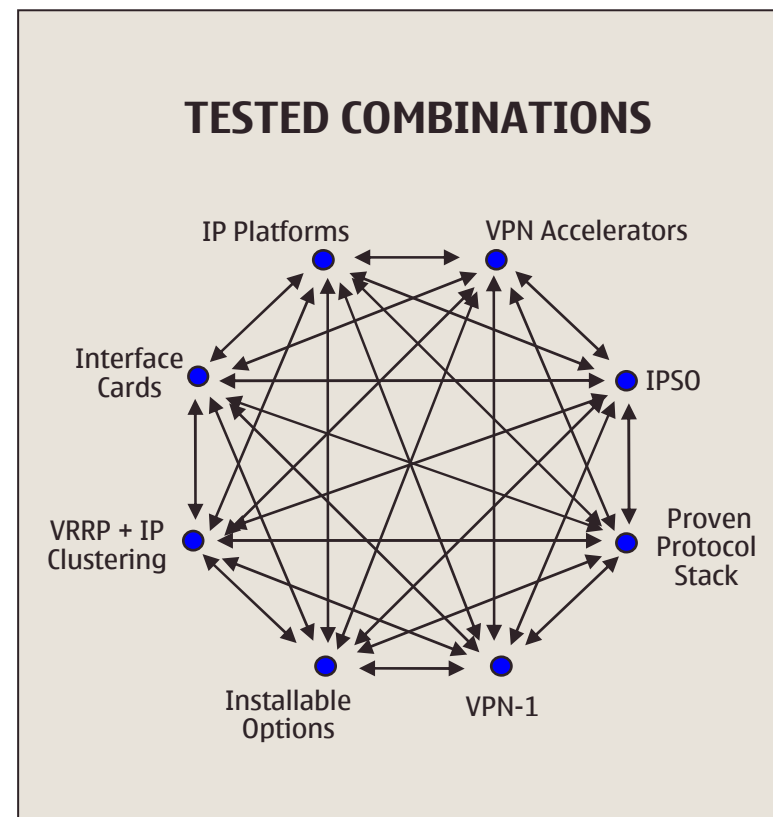 TESTED COMBINATIONS
IP Platforms
VPN Accelerators
Interface
Cards
IPSO
VRRP + IP
Clustering
Proven
Protocol
Stack
Installable
Options
VPN-1